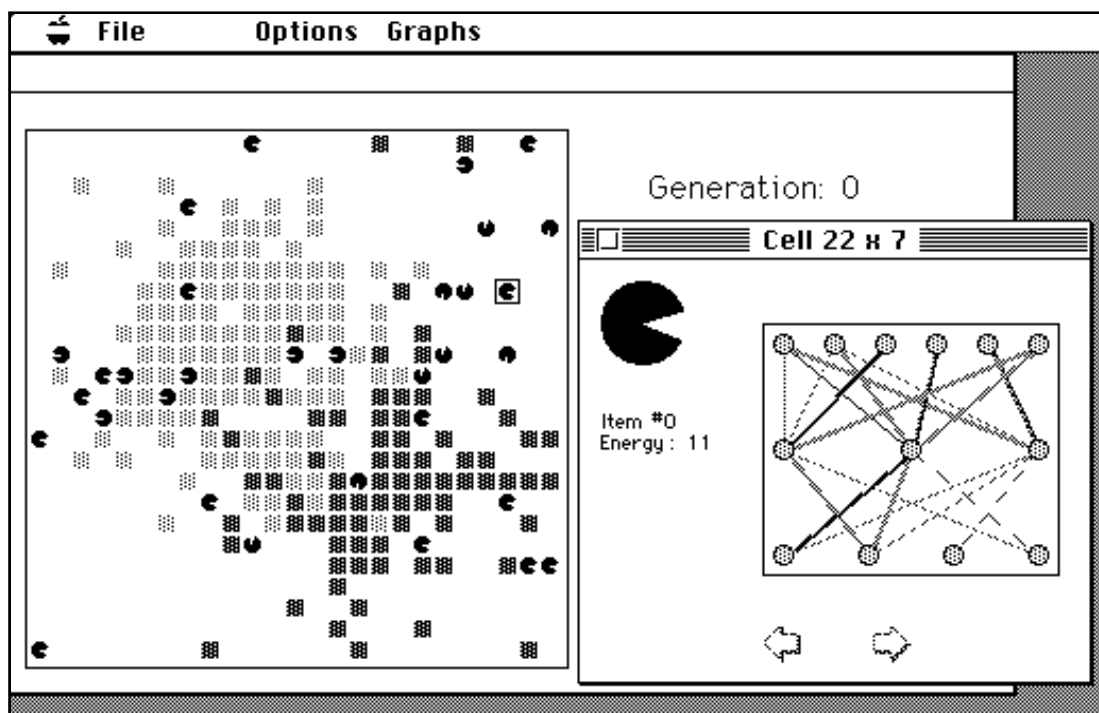 File Options Graphs
Generation: 0
Cell 22 x 7
Item #0
Energy : 11